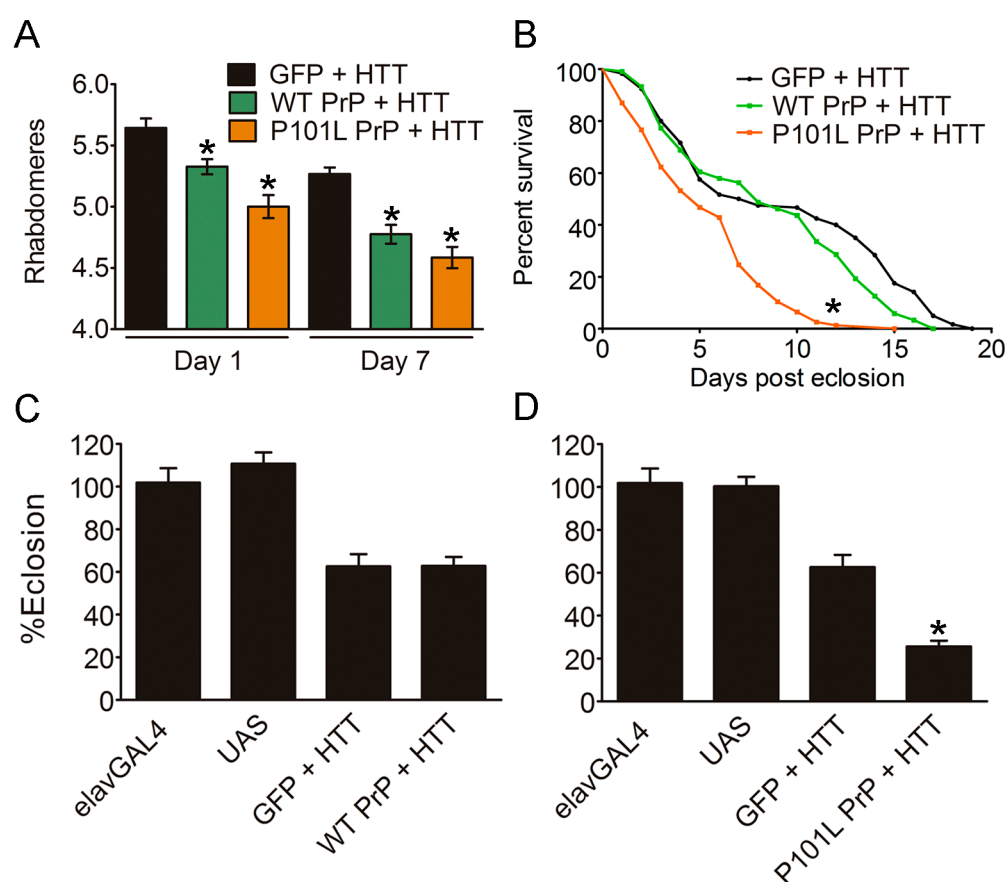 A
GFP + HTT
WT PrP + HTT
P101L PrP + HTT
Rhabdomeres
6.0
5.5
5.0
4.5
4.0
*
*
*
*
Day 1
Day 7
B
GFP + HTT
WT PrP + HTT
P101L PrP + HTT
Percent survival
100
80
60
40
20
0
*
0 5 10 15 20
Days post eclosion
C
%Eclosion
120
100
80
60
40
20
0
elavGAL4
UAS
GFP + HTT
WT PrP + HTT
D
120
100
80
60
40
20
0
*
elavGAL4
UAS
GFP + HTT
P101L PrP + HTT